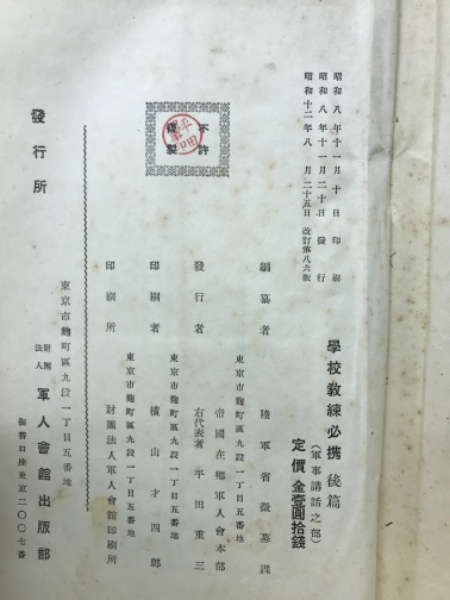 昭和八年十一月十日印刷
昭和八年十一月二十日發行
昭和十二年八月二十五日改訂第八六版
學校教練必携後篇
（軍事講話之部）
定價金壹圓拾錢
不許
複製
編纂者 陸軍省徴募課
東京市麴町區九段一丁目五番地
發行者 帝國在鄕軍人會本部
右代表者 平田重三
東京市麴町區九段一丁目五番地
印刷者 橫山才四郎
東京市麴町區九段一丁目五番地
印刷所 財團法人軍人會館印刷所
東京市麴町區九段一丁目五番地
發行所 財團法人 軍人會館出版部
振替口座東京二〇〇七番